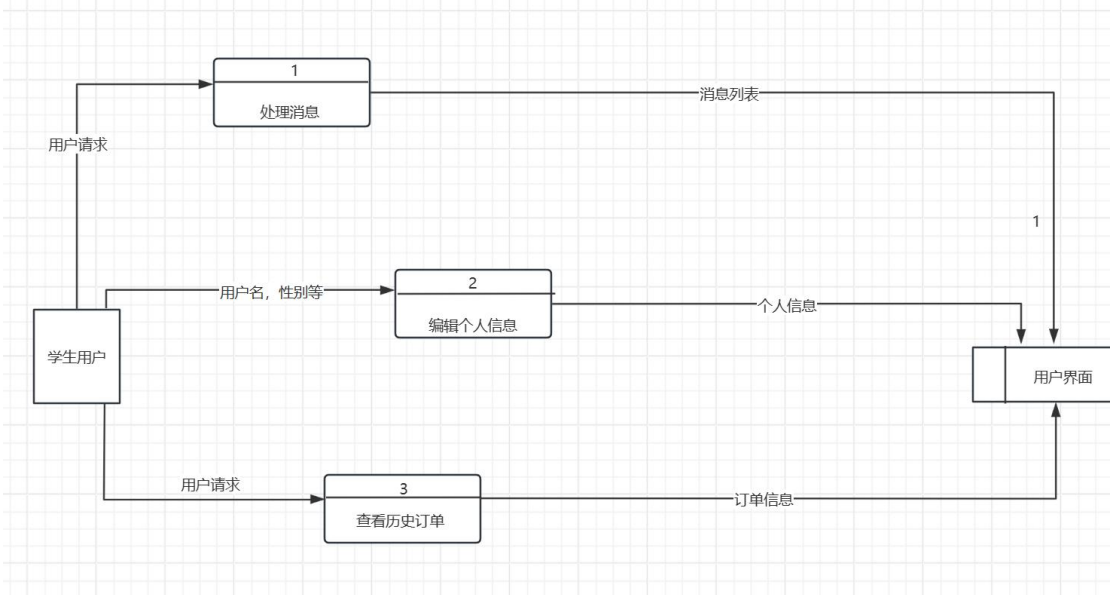 1
处理消息
消息列表
用户请求
1
2
用户名，性别等
编辑个人信息
个人信息
学生用户
用户界面
用户请求
3
查看历史订单
订单信息